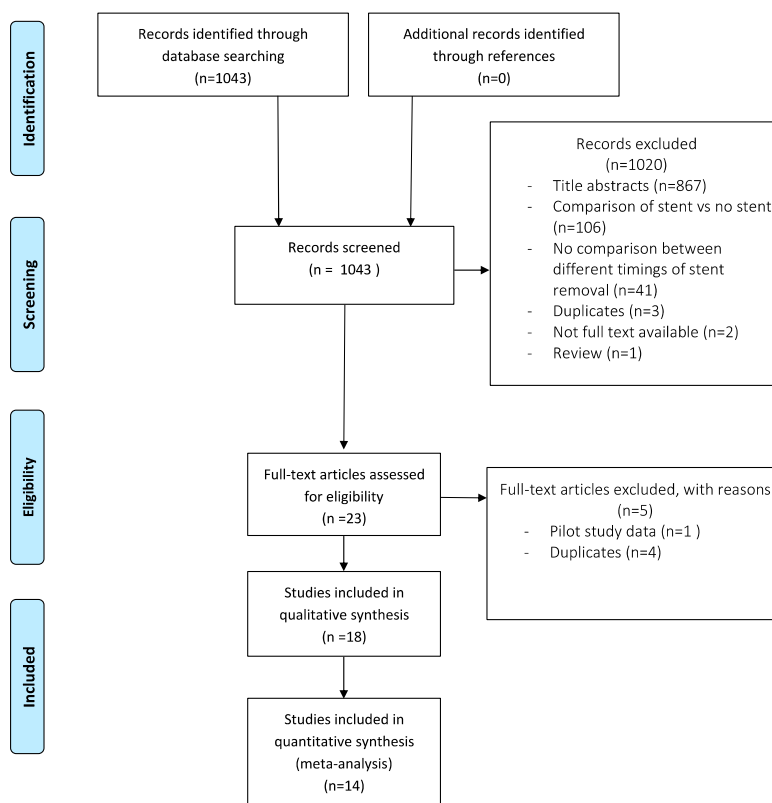 Identification
Records identified through
database searching
(n=1043)
Additional records identified
through references
(n=0)
Screening
Records screened
(n = 1043 )
Records excluded
(n=1020)
- Title abstracts (n=867)
- Comparison of stent vs no stent
(n=106)
- No comparison between
different timings of stent
removal (n=41)
- Duplicates (n=3)
- Not full text available (n=2)
- Review (n=1)
Eligibility
Full-text articles assessed
for eligibility
(n =23)
Full-text articles excluded, with reasons
(n=5)
- Pilot study data (n=1 )
- Duplicates (n=4)
Included
Studies included in
qualitative synthesis
(n =18)
Studies included in
quantitative synthesis
(meta-analysis)
(n=14)